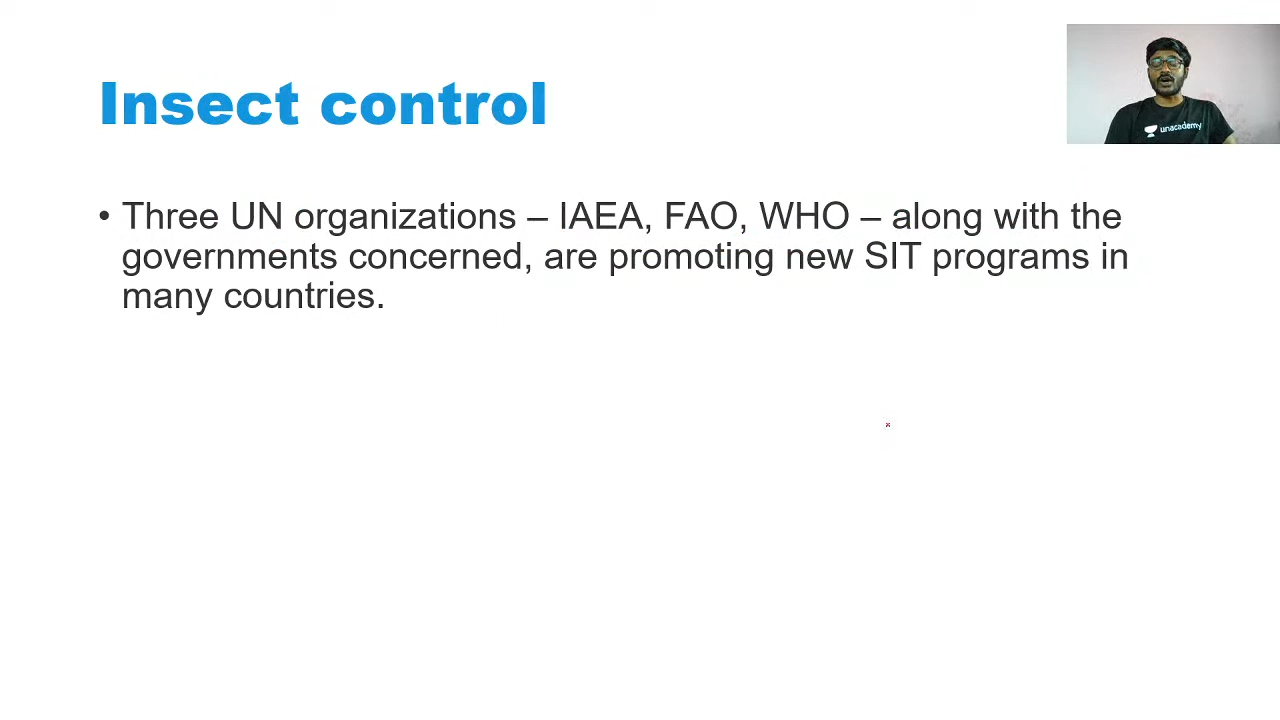 Insect control
unacademy
• Three UN organizations – IAEA, FAO, WHO – along with the
governments concerned, are promoting new SIT programs in
many countries.